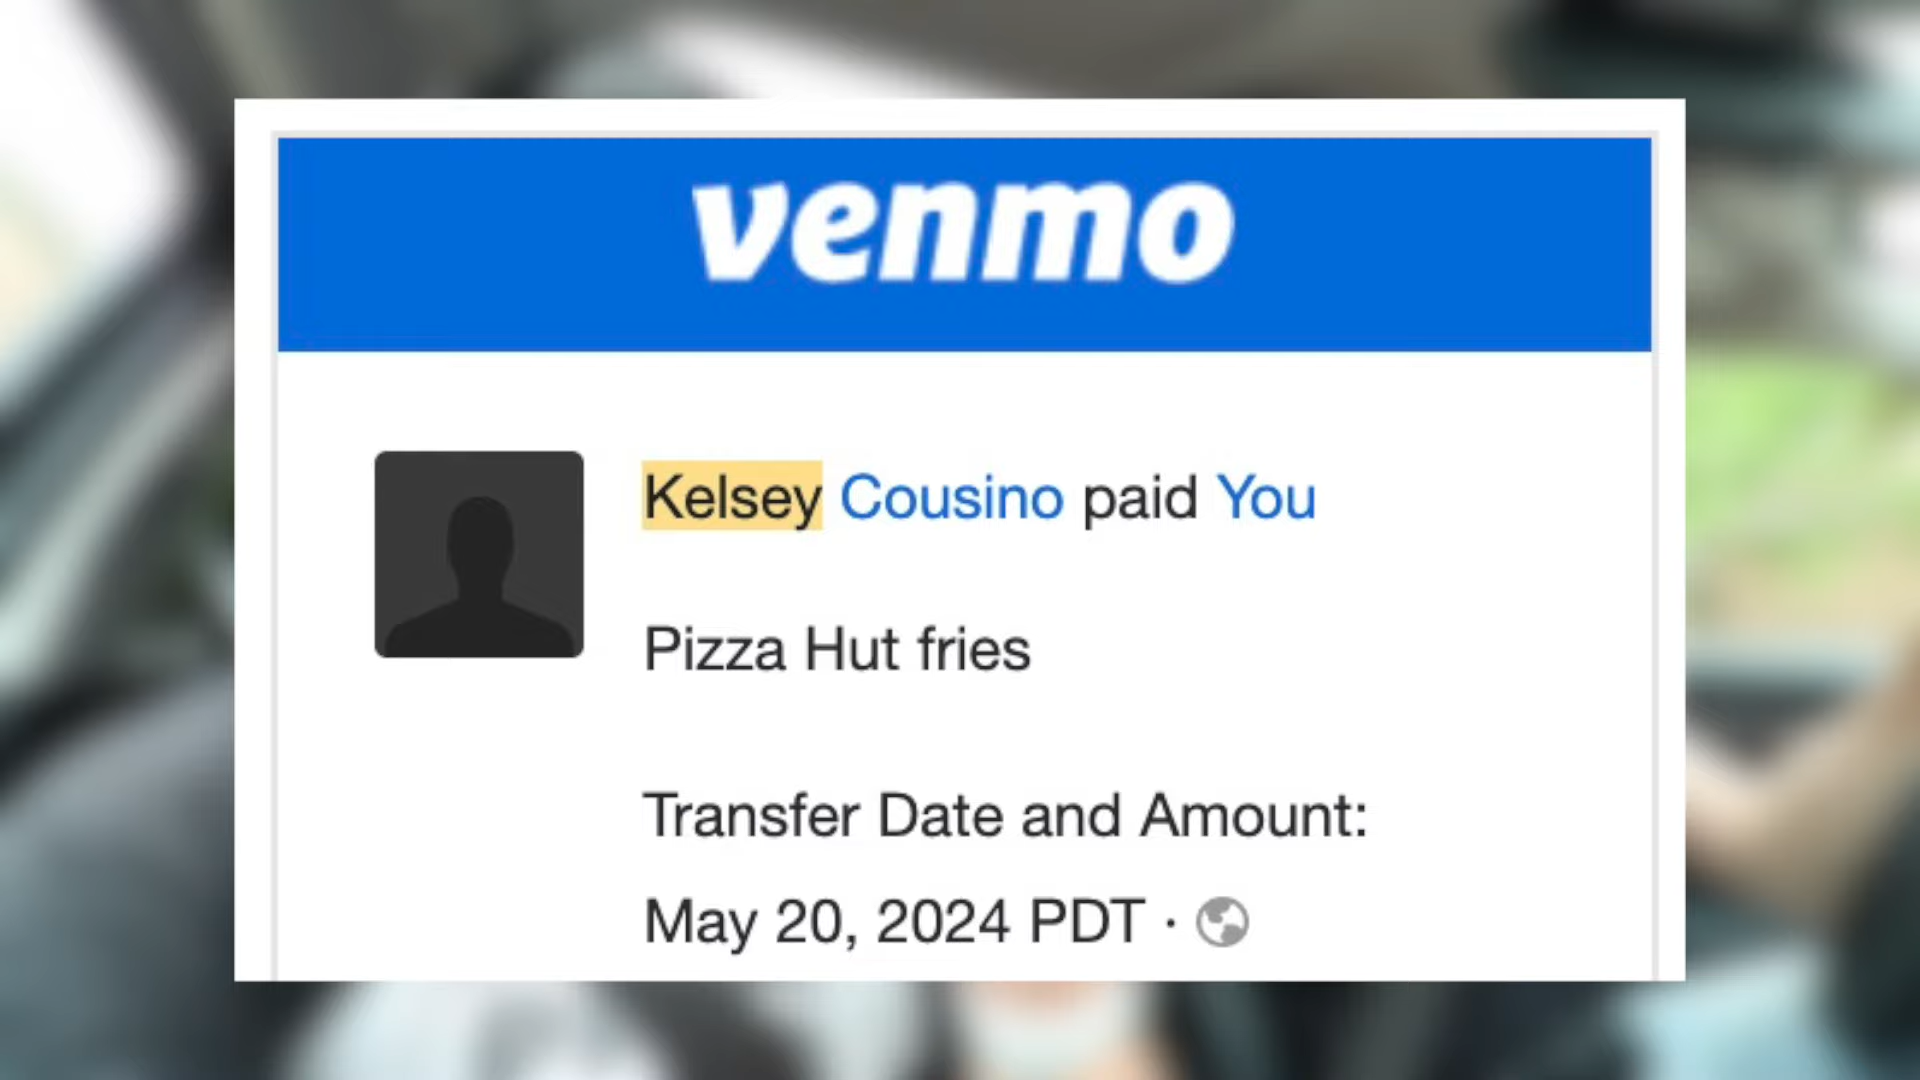 venmo
Kelsey Cousino paid You
Pizza Hut fries
Transfer Date and Amount:
May 20, 2024 PDT ·